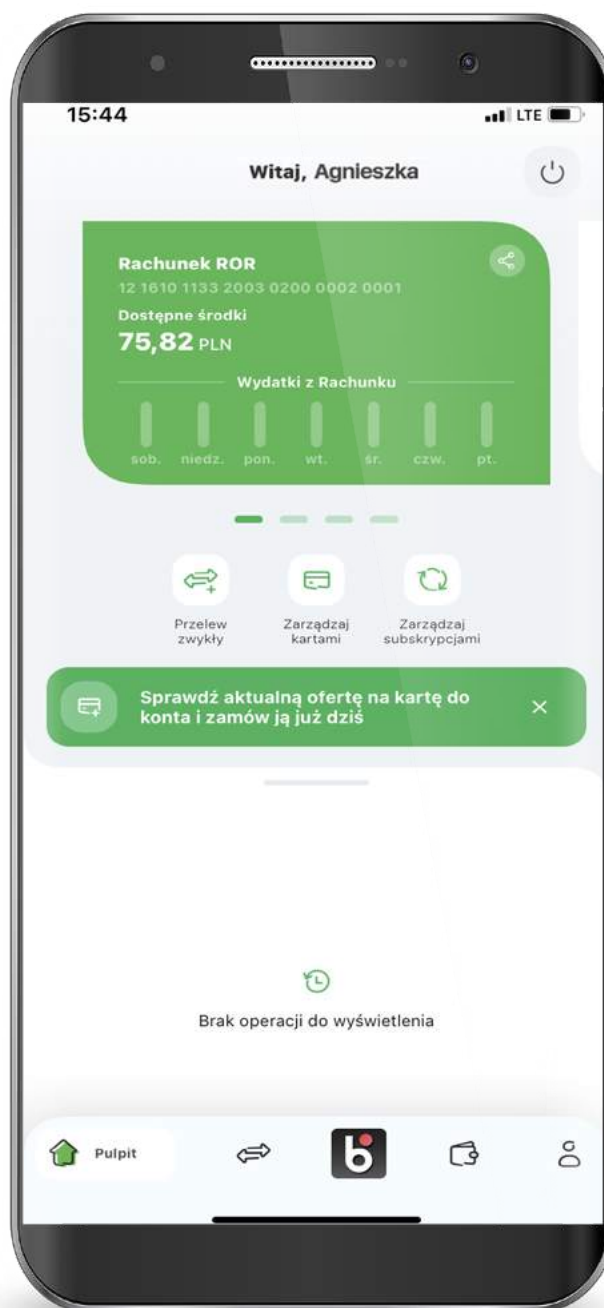 15:44
LTE
Witaj, Agnieszka
Rachunek ROR
12 1610 1133 2003 0200 0002 0001
Dostępne środki
75,82 PLN
Wydatki z Rachunku
sob. niedz. pon. wt. śr. czw. pt.
Przelew
zwykły
Zarządzaj
kartami
Zarządzaj
subskrypcjami
Sprawdź aktualną ofertę na kartę do
konta i zamów ją już dziś
Brak operacji do wyświetlenia
Pulpit
b